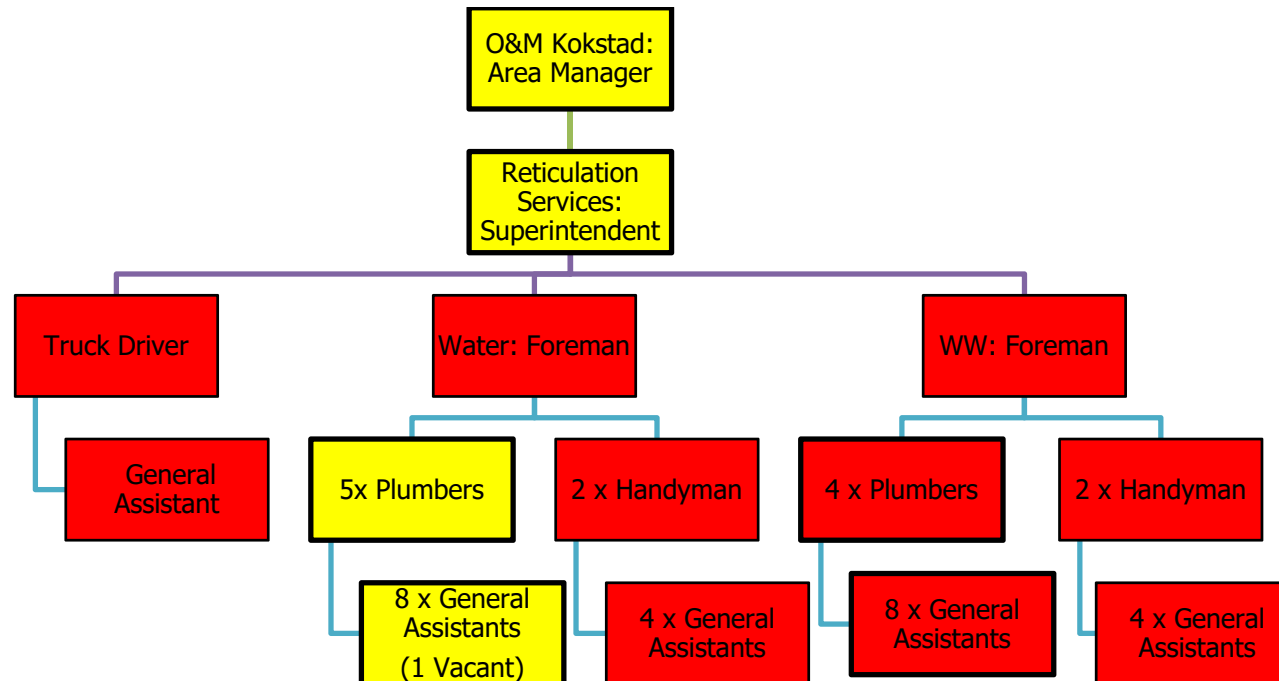 O&M Kokstad:
Area Manager
Reticulation
Services:
Superintendent
Truck Driver
Water: Foreman
WW: Foreman
General
Assistant
5x Plumbers
2 x Handyman
4 x Plumbers
2 x Handyman
8 x General
Assistants
(1 Vacant)
4 x General
Assistants
8 x General
Assistants
4 x General
Assistants